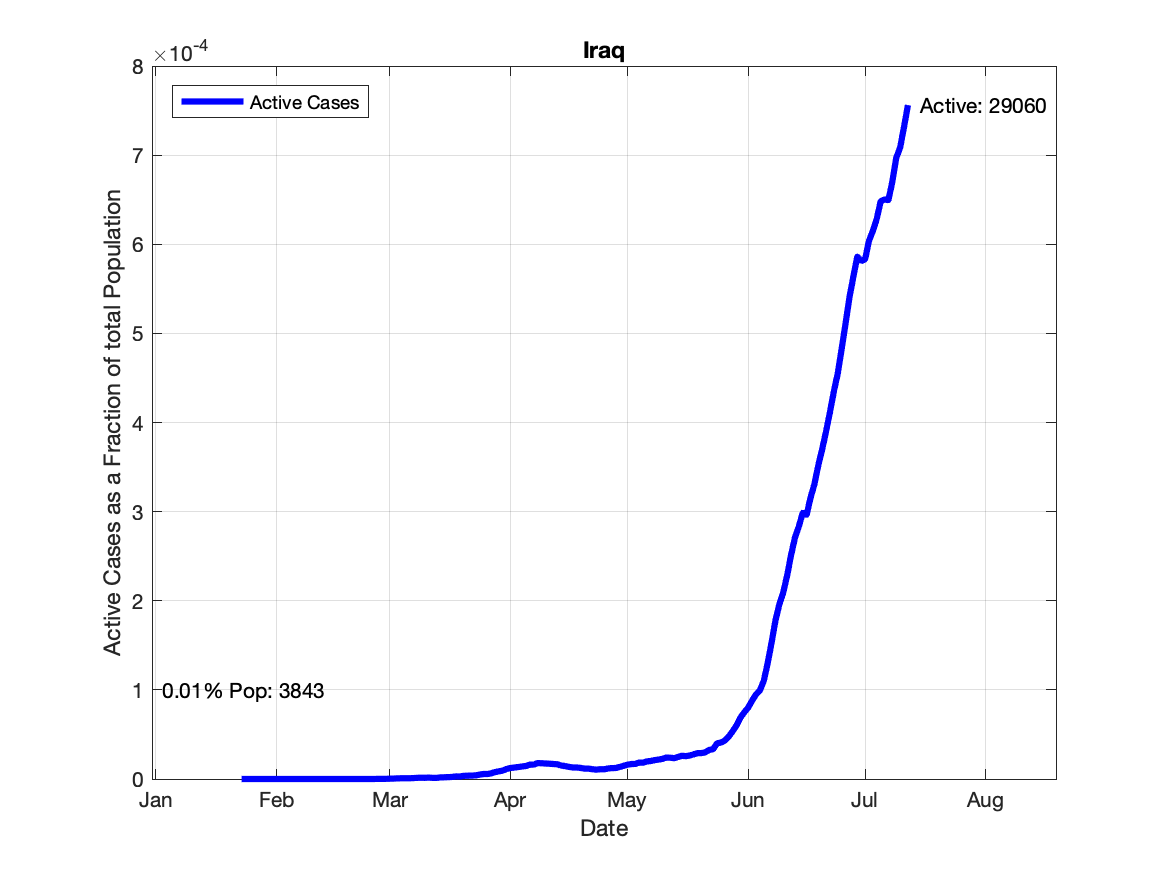 Iraq
×10-4
Active Cases
Active: 29060
8
7
6
5
4
3
2
1
0
0.01% Pop: 3843
Active Cases as a Fraction of total Population
Jan Feb Mar Apr May Jun Jul Aug
Date